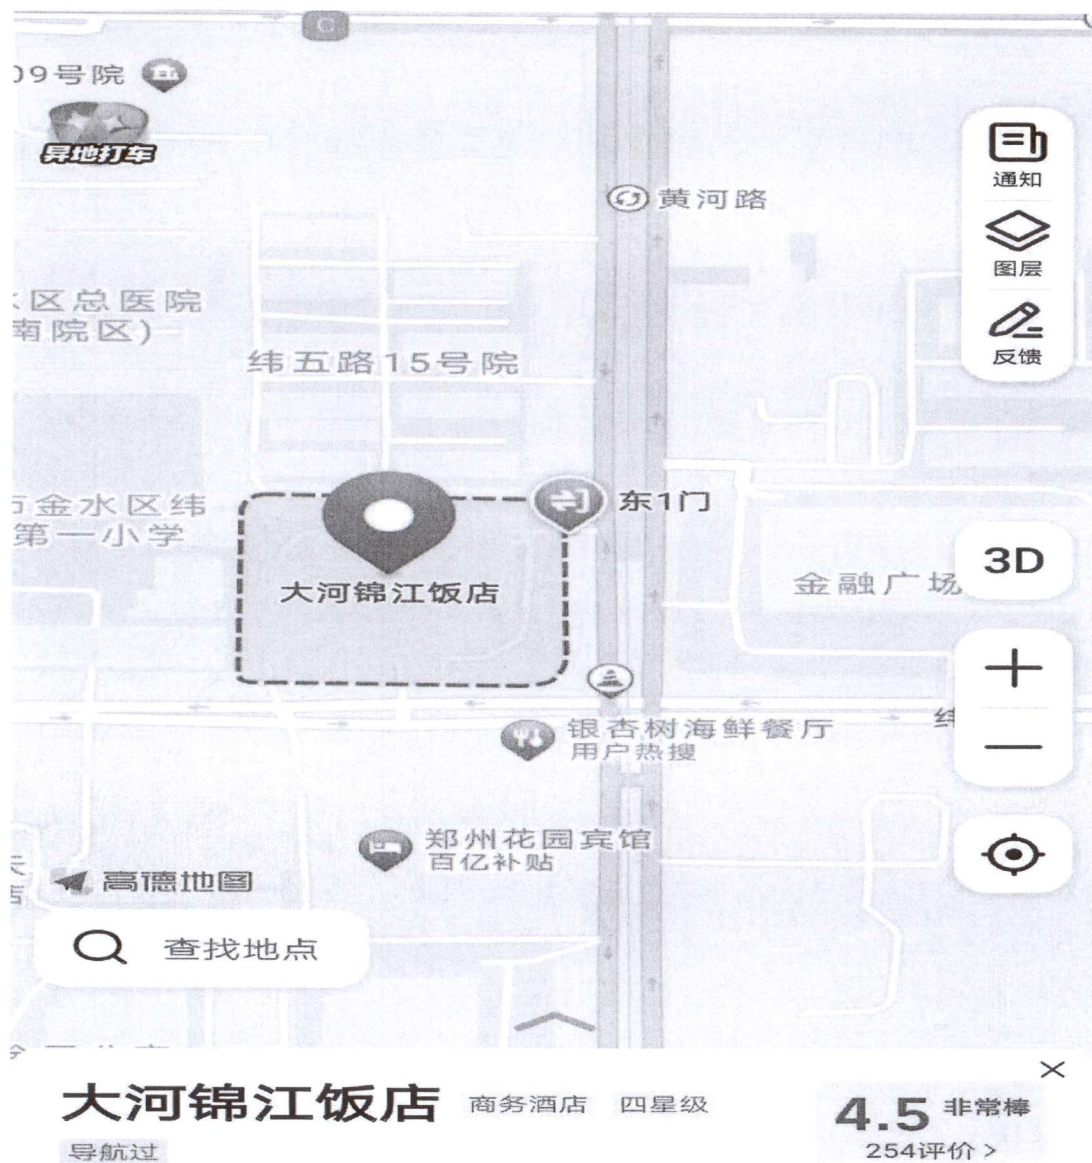 C
09号院
异地打车
通知
黄河路
图层
区总医院
南院区)
反馈
纬五路15号院
东1门
市金水区纬
第一小学
3D
大河锦江饭店
金融广场
银杏树海鲜餐厅
用户热搜
郑州花园宾馆
百亿补贴
高德地图
查找地点
大河锦江饭店 商务酒店 四星级
4.5 非常棒
导航过
254评价 >